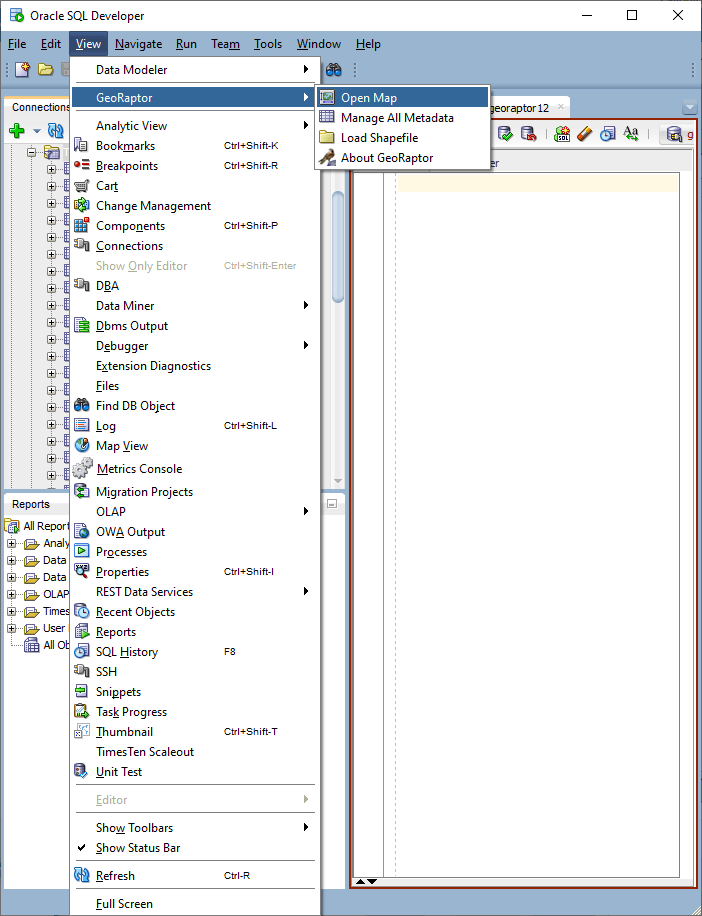 Oracle SQL Developer
File Edit View Navigate Run Team Tools Window Help
Data Modeler
GeoRaptor
Open Map
Connections
georaptor12
Manage All Metadata
Analytic View
Load Shapefile
Bookmarks Ctrl+Shift-K
About GeoRaptor
Breakpoints Ctrl+Shift-R
Cart
Change Management
Components Ctrl+Shift-P
Connections
Show Only Editor Ctrl+Shift-Enter
DBA
Data Miner
Dbms Output
Debugger
Extension Diagnostics
Files
Find DB Object
Log Ctrl+Shift-L
Map View
Metrics Console
Migration Projects
Reports
OLAP
All Report
OWA Output
Analy
Processes
Data
Properties Ctrl+Shift-I
Data
REST Data Services
OLAP
Recent Objects
Times
Reports
User
All Ob
SQL History F8
SSH
Snippets
Task Progress
Thumbnail Ctrl+Shift-T
TimesTen Scaleout
Unit Test
Editor
Show Toolbars
Show Status Bar
Refresh Ctrl-R
Full Screen